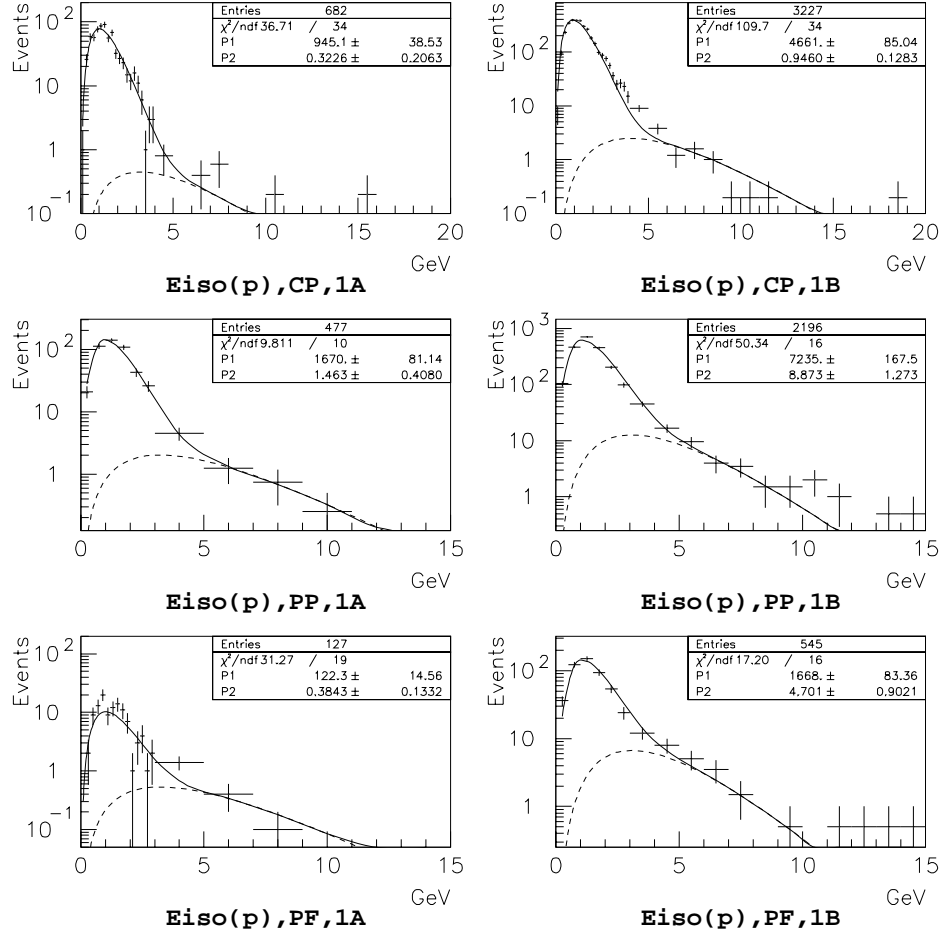 Events
Entries 682
χ²/ndf 36.71 / 34
P1 945.1 ± 38.53
P2 0.3226 ± 0.2063
10²
10
1
10⁻¹
0 5 10 15 20
GeV
Eiso(p),CP,1A
Events
Entries 3227
χ²/ndf 109.7 / 34
P1 4661. ± 85.04
P2 0.9460 ± 0.1283
10²
10
1
10⁻¹
0 5 10 15 20
GeV
Eiso(p),CP,1B
Events
Entries 477
χ²/ndf 9.811 / 10
P1 1670. ± 81.14
P2 1.463 ± 0.4080
10²
10
1
0 5 10 15
GeV
Eiso(p),PP,1A
Events
Entries 2196
χ²/ndf 50.34 / 16
P1 7235. ± 167.5
P2 8.873 ± 1.273
10³
10²
10
1
0 5 10 15
GeV
Eiso(p),PP,1B
Events
Entries 127
χ²/ndf 31.27 / 19
P1 122.3 ± 14.56
P2 0.3843 ± 0.1332
10²
10
1
10⁻¹
0 5 10 15
GeV
Eiso(p),PF,1A
Events
Entries 545
χ²/ndf 17.20 / 16
P1 1668. ± 83.36
P2 4.701 ± 0.9021
10²
10
1
0 5 10 15
GeV
Eiso(p),PF,1B